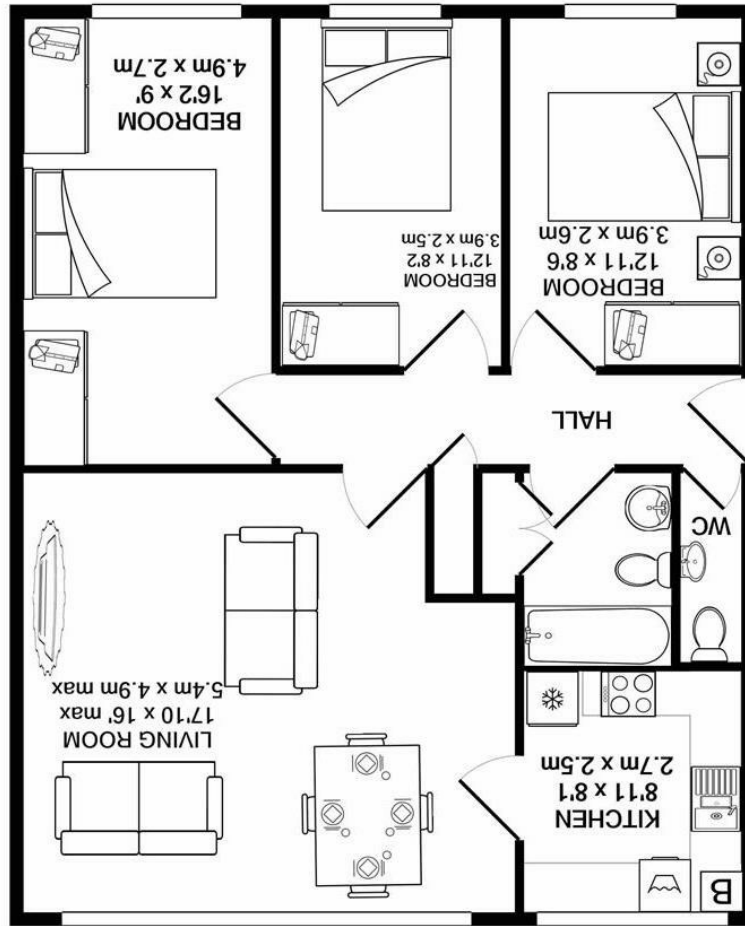 B
KITCHEN
8'11 x 8'1
2.7m x 2.5m
LIVING ROOM
17'10 x 16' max
5.4m x 4.9m max
WC
HALL
BEDROOM
12'11 x 8'6
3.9m x 2.6m
BEDROOM
12'11 x 8'2
3.9m x 2.5m
BEDROOM
16'2 x 9'
4.9m x 2.7m